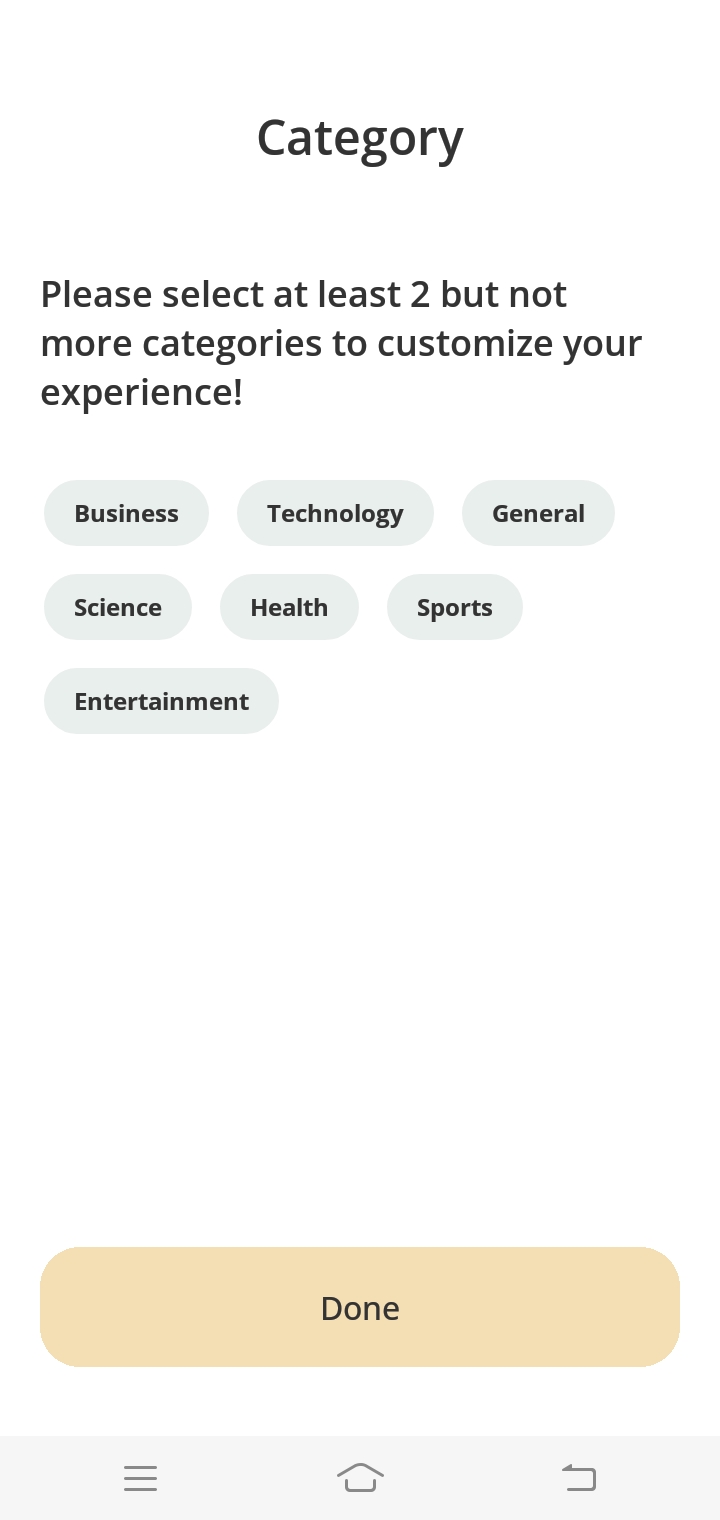 Category
Please select at least 2 but not
more categories to customize your
experience!
Business Technology General
Science Health Sports
Entertainment
Done